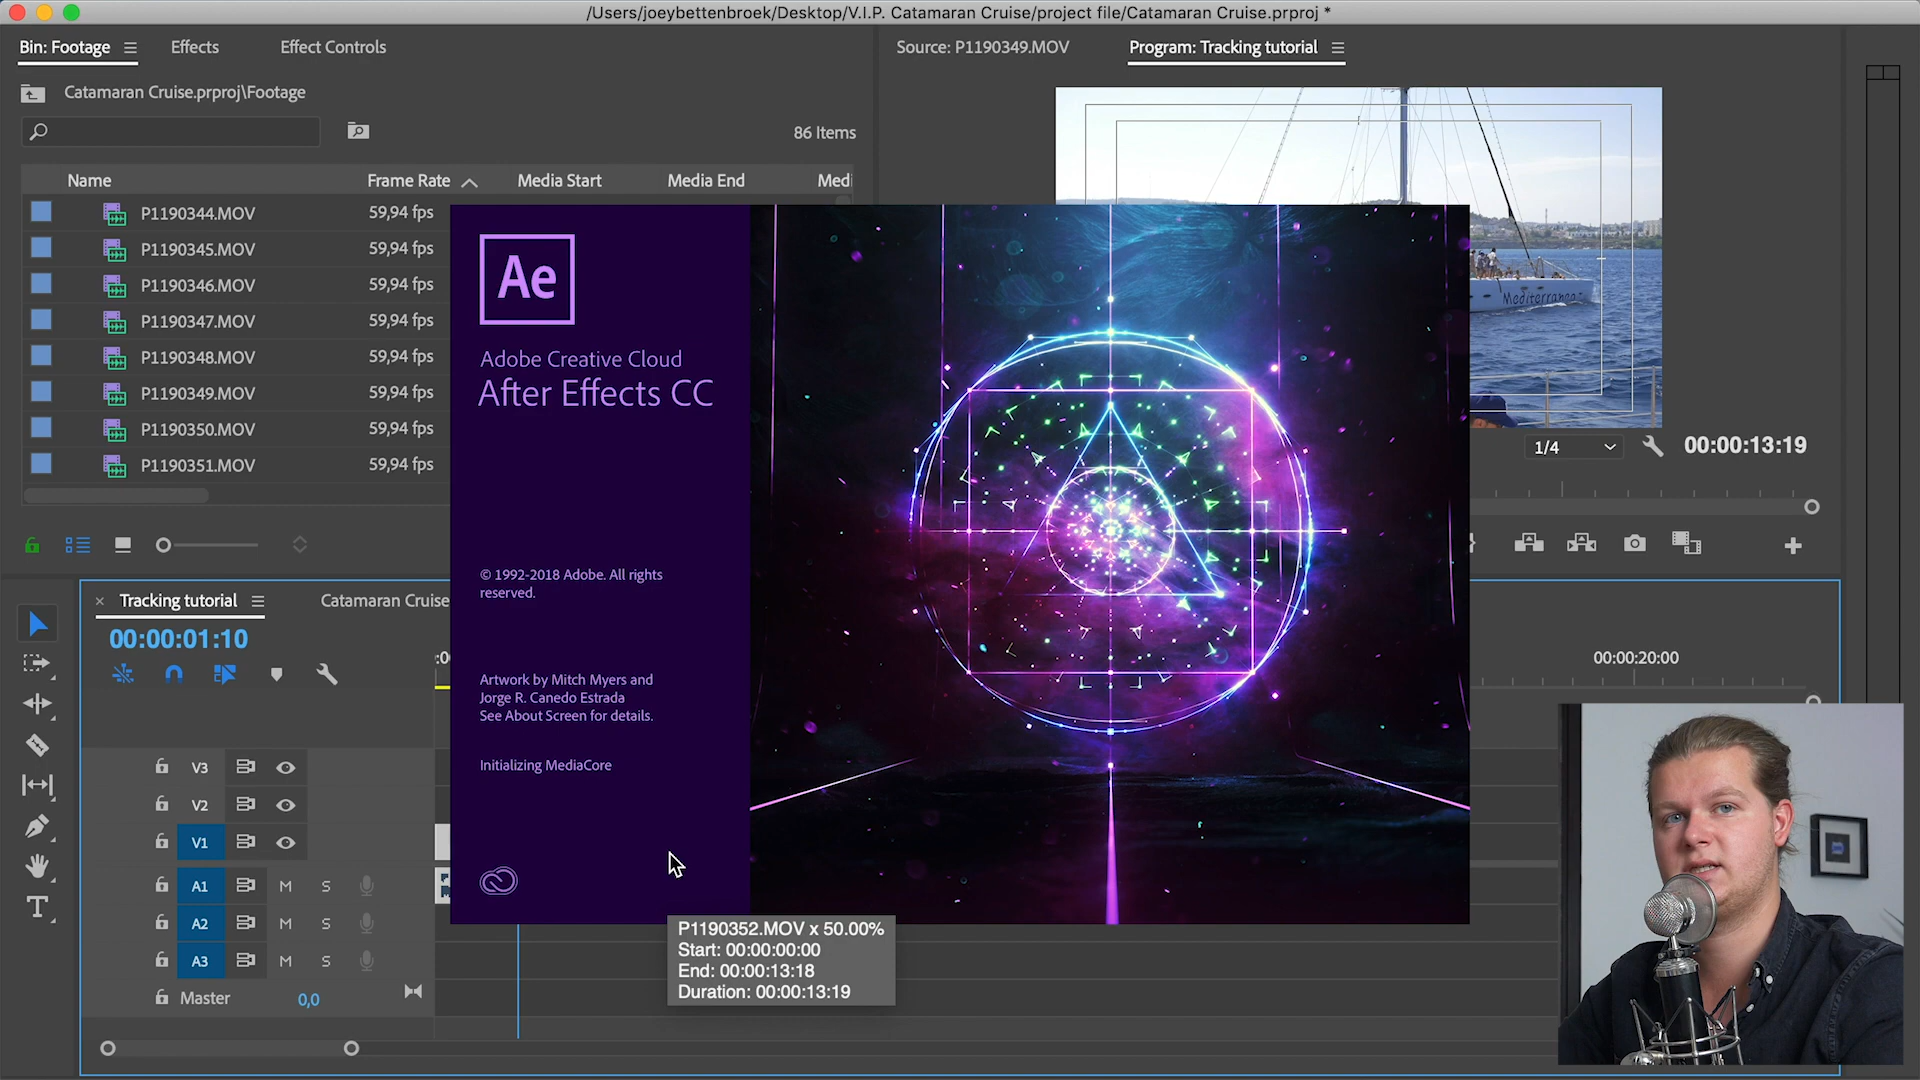 /Users/joeybettenbroek/Desktop/V.I.P. Catamaran Cruise/project file/Catamaran Cruise.prproj *
Bin: Footage
Effects
Effect Controls
Source: P1190349.MOV
Program: Tracking tutorial
Catamaran Cruise.prproj\Footage
86 Items
Name
Frame Rate
Media Start
Media End
Medi
P1190344.MOV 59,94 fps
P1190345.MOV 59,94 fps
P1190346.MOV 59,94 fps
P1190347.MOV 59,94 fps
P1190348.MOV 59,94 fps
P1190349.MOV 59,94 fps
P1190350.MOV 59,94 fps
P1190351.MOV 59,94 fps
Mediterranea
1/4
00:00:13:19
Ae
Adobe Creative Cloud
After Effects CC
© 1992-2018 Adobe. All rights
reserved.
Artwork by Mitch Myers and
Jorge R. Canedo Estrada
See About Screen for details.
Initializing MediaCore
× Tracking tutorial
Catamaran Cruise
00:00:01:10
:00
00:00:20:00
V3
V2
V1
A1 M S
A2 M S
A3 M S
Master 0,0
P1190352.MOV x 50.00%
Start: 00:00:00:00
End: 00:00:13:18
Duration: 00:00:13:19